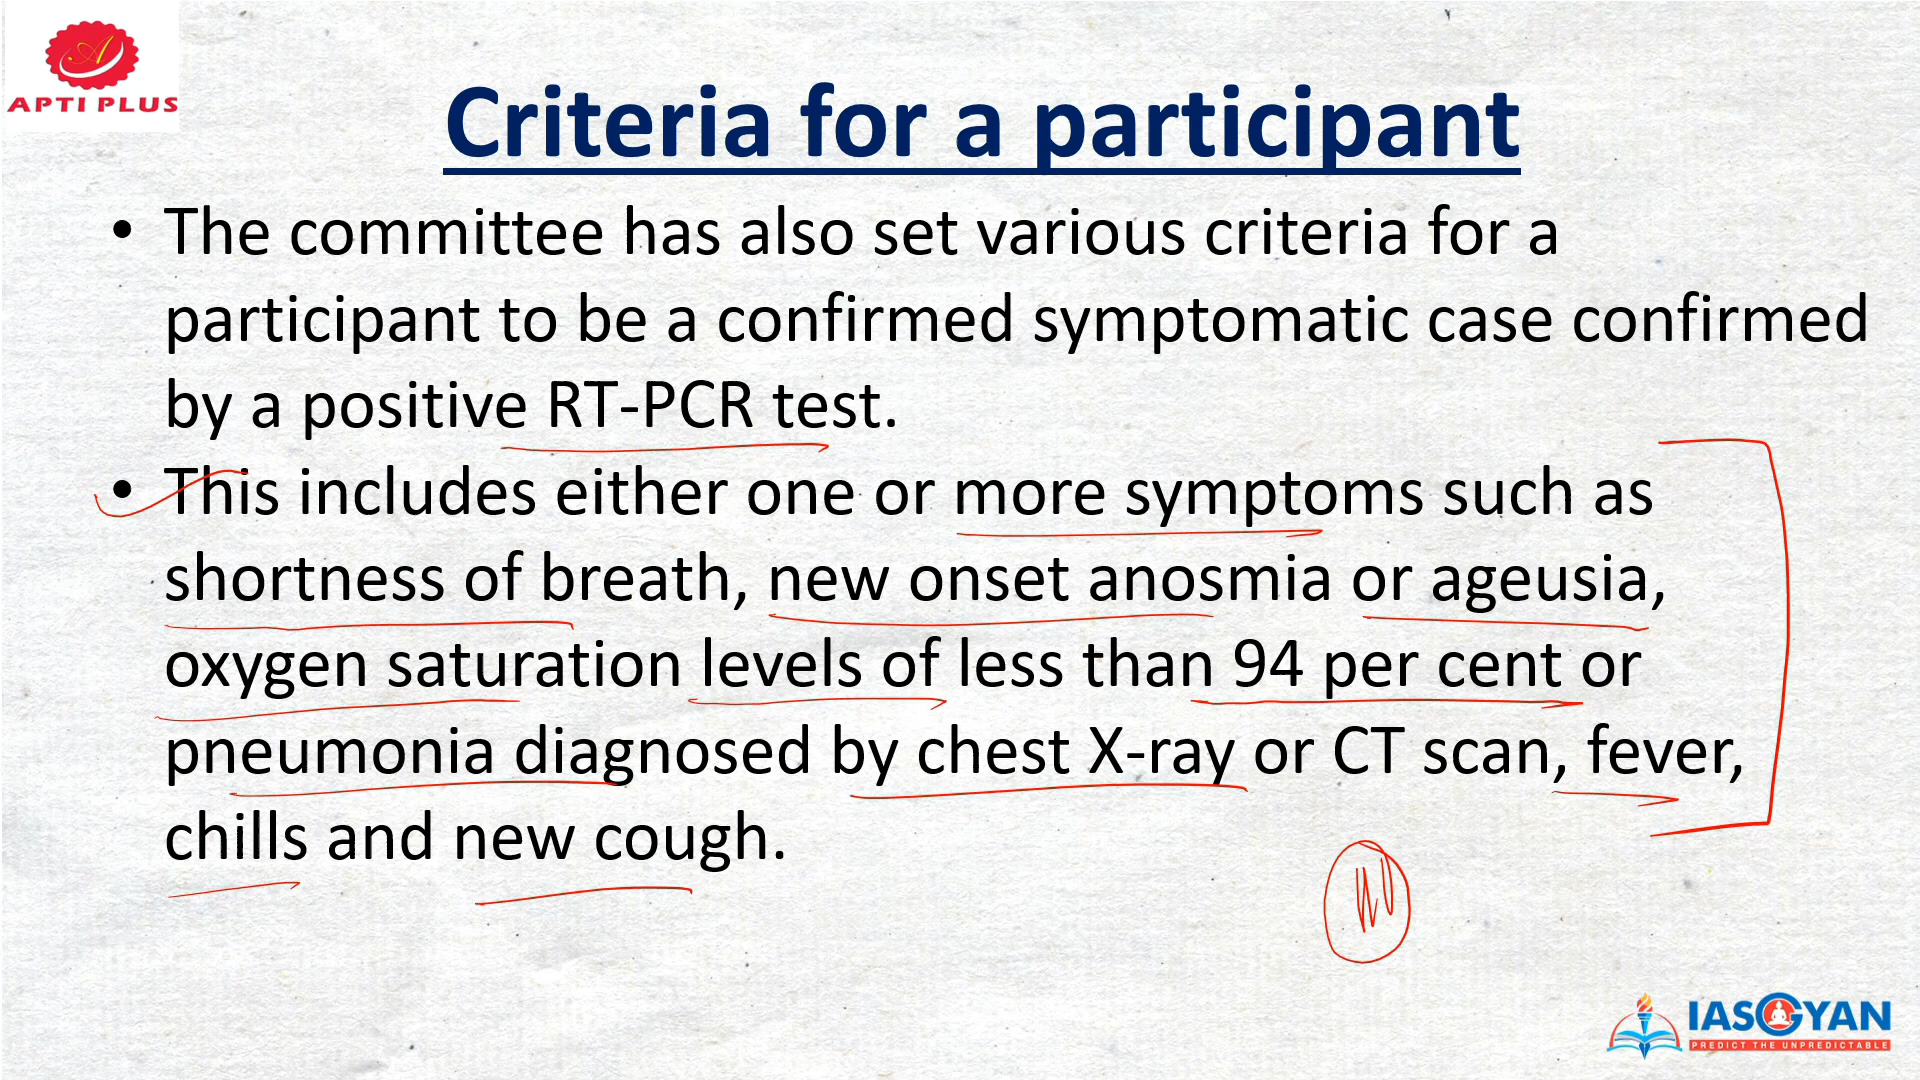 APTI PLUS
Criteria for a participant
• The committee has also set various criteria for a
participant to be a confirmed symptomatic case confirmed
by a positive RT-PCR test.
• This includes either one or more symptoms such as
shortness of breath, new onset anosmia or ageusia,
oxygen saturation levels of less than 94 per cent or
pneumonia diagnosed by chest X-ray or CT scan, fever,
chills and new cough.
IASGYAN
PREDICT THE UNPREDICTABLE